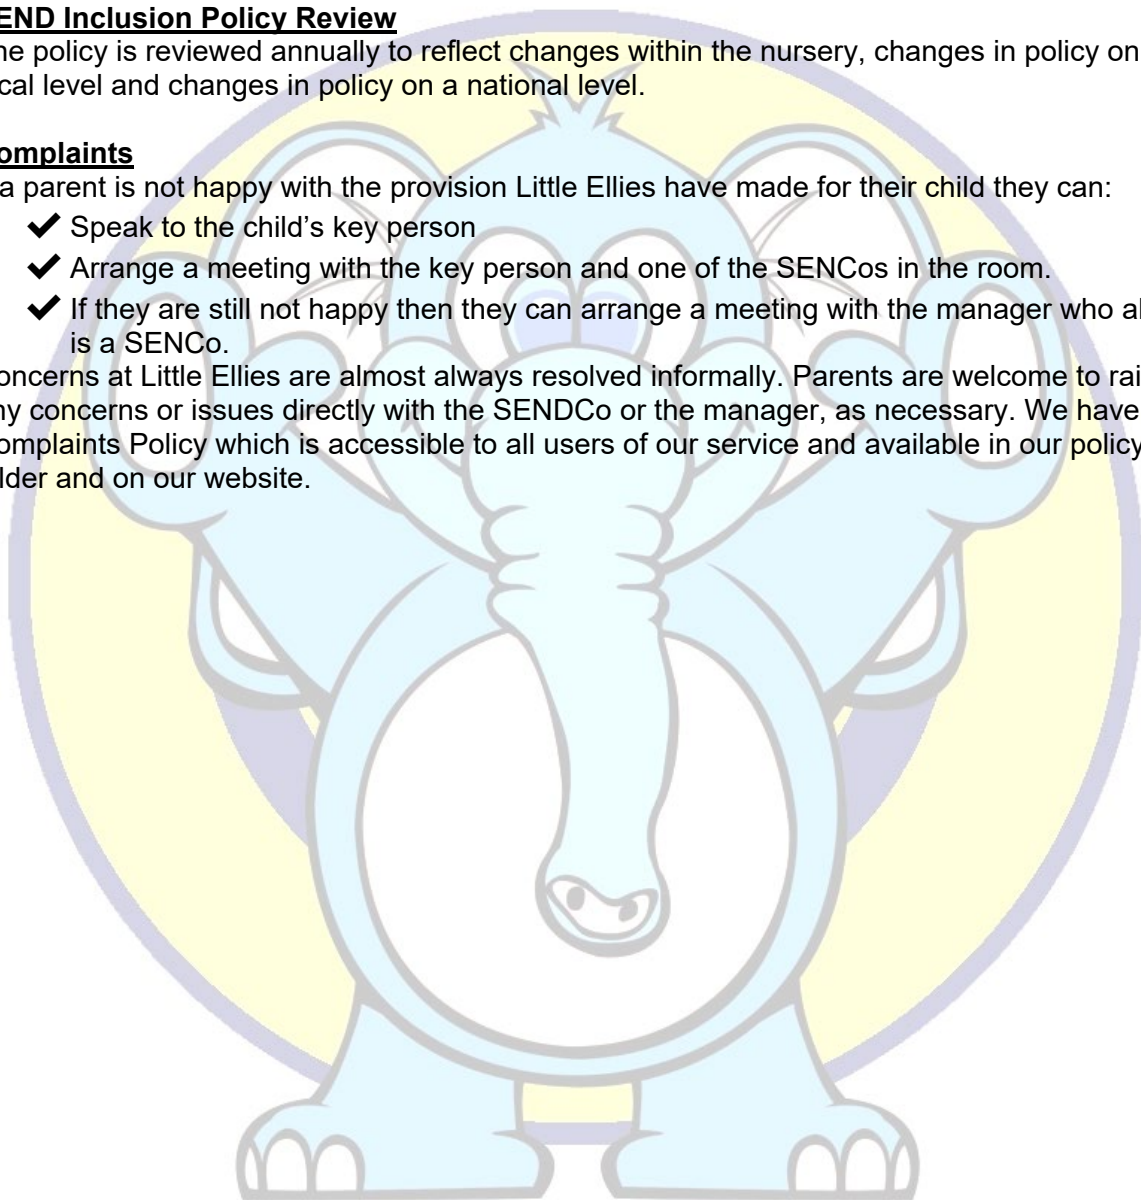 END Inclusion Policy Review
he policy is reviewed annually to reflect changes within the nursery, changes in policy on
cal level and changes in policy on a national level.
omplaints
a parent is not happy with the provision Little Ellies have made for their child they can:
✔ Speak to the child's key person
✔ Arrange a meeting with the key person and one of the SENCos in the room.
✔ If they are still not happy then they can arrange a meeting with the manager who al
is a SENCo.
oncerns at Little Ellies are almost always resolved informally. Parents are welcome to rai
ny concerns or issues directly with the SENDCo or the manager, as necessary. We have
omplaints Policy which is accessible to all users of our service and available in our policy
lder and on our website.